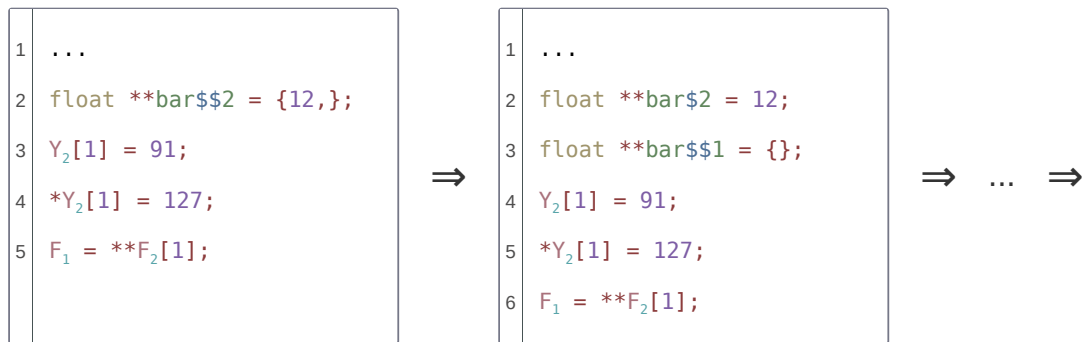 1 ...
2 float **bar$$2 = {12,};
3 Y₂[1] = 91;
4 *Y₂[1] = 127;
5 F₁ = **F₂[1];
⇒
1 ...
2 float **bar$2 = 12;
3 float **bar$$1 = {};
4 Y₂[1] = 91;
5 *Y₂[1] = 127;
6 F₁ = **F₂[1];
⇒ ... ⇒